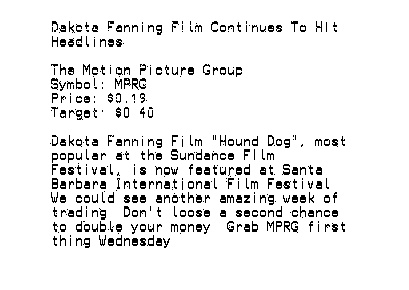 Dakota Fanning Film Continues To Hit
Headlines
The Motion Picture Group
Symbol: MPRG
Price: $0.19
Target: $0 40
Dakota Fanning Film "Hound Dog", most
popular at the Sundance Film
Festival, is now featured at Santa
Barbara International Film Festival
We could see another amazing week of
trading  Don't loose a second chance
to double your money  Grab MPRG first
thing Wednesday